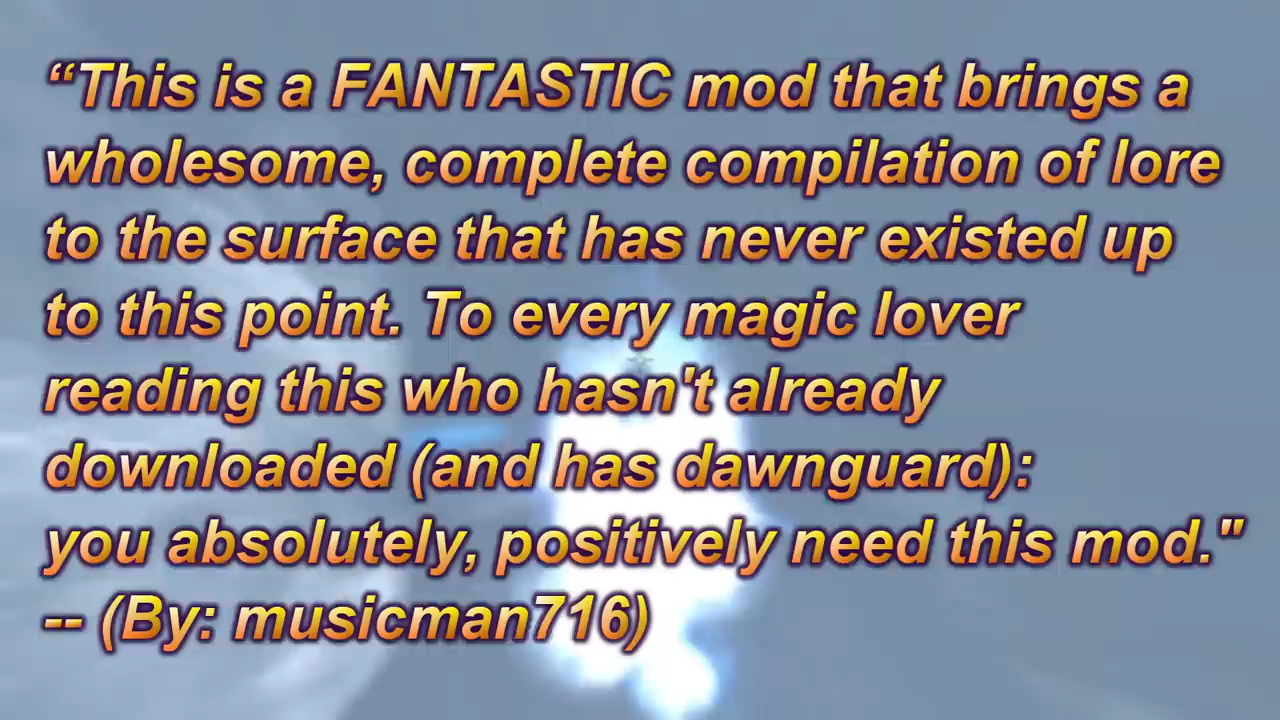 “This is a FANTASTIC mod that brings a
wholesome, complete compilation of lore
to the surface that has never existed up
to this point. To every magic lover
reading this who hasn't already
downloaded (and has dawnguard):
you absolutely, positively need this mod."
-- (By: musicman716)